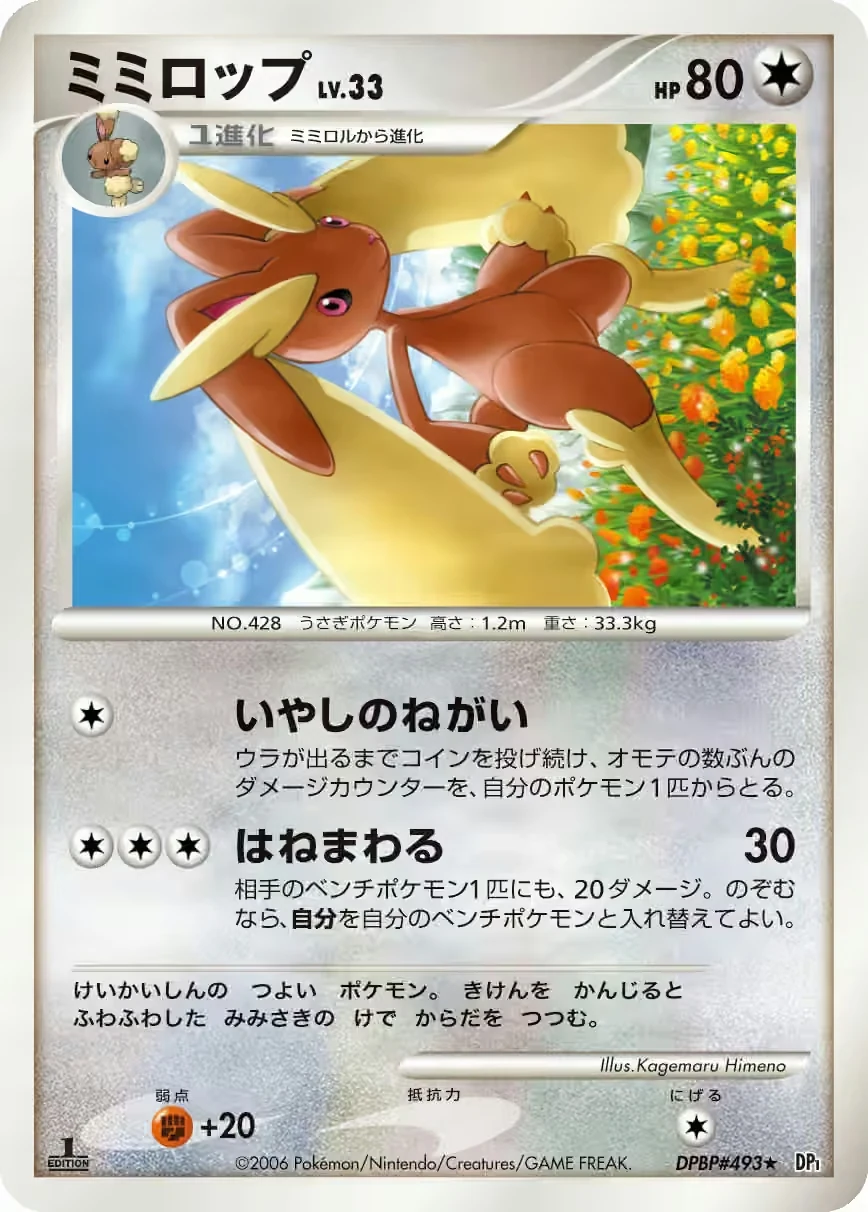 ミミロップ LV.33 HP 80
1進化 ミミロルから進化
NO.428 うさぎポケモン 高さ：1.2m 重さ：33.3kg
いやしのねがい
ウラが出るまでコインを投げ続け、オモテの数ぶんの
ダメージカウンターを、自分のポケモン1匹からとる。
はねまわる 30
相手のベンチポケモン1匹にも、20ダメージ。のぞむ
なら、自分を自分のベンチポケモンと入れ替えてよい。
けいかいしんの つよい ポケモン。 きけんを かんじると
ふわふわした みみさきの けで からだを つつむ。
Illus.Kagemaru Himeno
弱点 抵抗力 にげる
+20
1 EDITION ©2006 Pokémon/Nintendo/Creatures/GAME FREAK. DPBP#493★ DP1